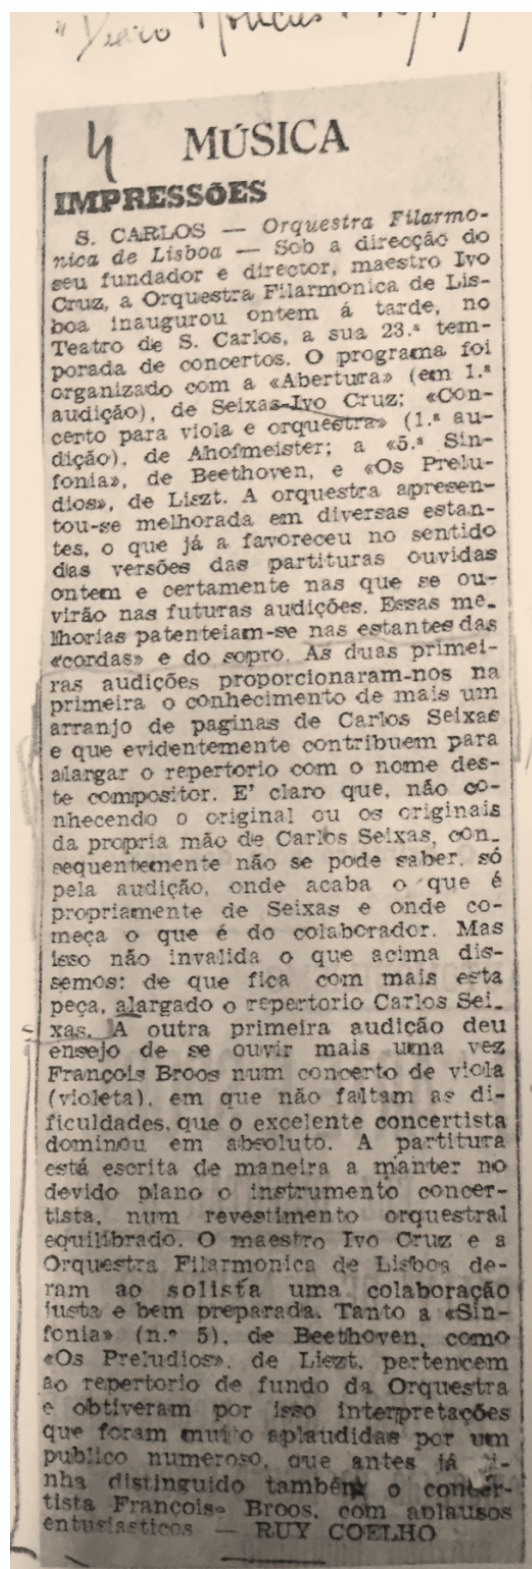 "Diario Noticias"
4
MÚSICA
IMPRESSÕES
S. CARLOS — Orquestra Filarmo-
nica de Lisboa — Sob a direcção do
seu fundador e director, maestro Ivo
Cruz, a Orquestra Filarmonica de Lis-
boa inaugurou ontem á tarde, no
Teatro de S. Carlos, a sua 23.ª tem-
porada de concertos. O programa foi
organizado com a «Abertura» (em 1.ª
audição), de Seixas-Ivo Cruz; «Con-
certo para viola e orquestra» (1.ª au-
dição), de Ahofmeister; a «5.ª Sin-
fonia», de Beethoven, e «Os Prelu-
dios», de Liszt. A orquestra apresen-
tou-se melhorada em diversas estan-
tes, o que já a favoreceu no sentido
das versões das partituras ouvidas
ontem e certamente nas que se ou-
virão nas futuras audições. Essas me-
lhorias patenteiam-se nas estantes das
«cordas» e do sopro. As duas primei-
ras audições proporcionaram-nos na
primeira o conhecimento de mais um
arranjo de paginas de Carlos Seixas
e que evidentemente contribuem para
alargar o repertorio com o nome des-
te compositor. E' claro que, não co-
nhecendo o original ou os originais
da propria mão de Carlos Seixas, con-
sequentemente não se pode saber, só
pela audição, onde acaba o que é
propriamente de Seixas e onde co-
meça o que é do colaborador. Mas
isso não invalida o que acima dis-
semos: de que fica com mais esta
peça, alargado o repertorio Carlos Sei-
xas. A outra primeira audição deu
ensejo de se ouvir mais uma vez
François Broos num concerto de viola
(violeta), em que não faltam as di-
ficuldades, que o excelente concertista
dominou em absoluto. A partitura
está escrita de maneira a manter no
devido plano o instrumento concer-
tista, num revestimento orquestral
equilibrado. O maestro Ivo Cruz e a
Orquestra Filarmonica de Lisboa de-
ram ao solista uma colaboração
justa e bem preparada. Tanto a «Sin-
fonia» (n.º 5), de Beethoven, como
«Os Preludios», de Liszt, pertencem
ao repertorio de fundo da Orquestra
e obtiveram por isso interpretações
que foram muito aplaudidas por um
publico numeroso, que antes já ti-
nha distinguido também o concer-
tista François Broos, com aplausos
entusiasticos — RUY COELHO